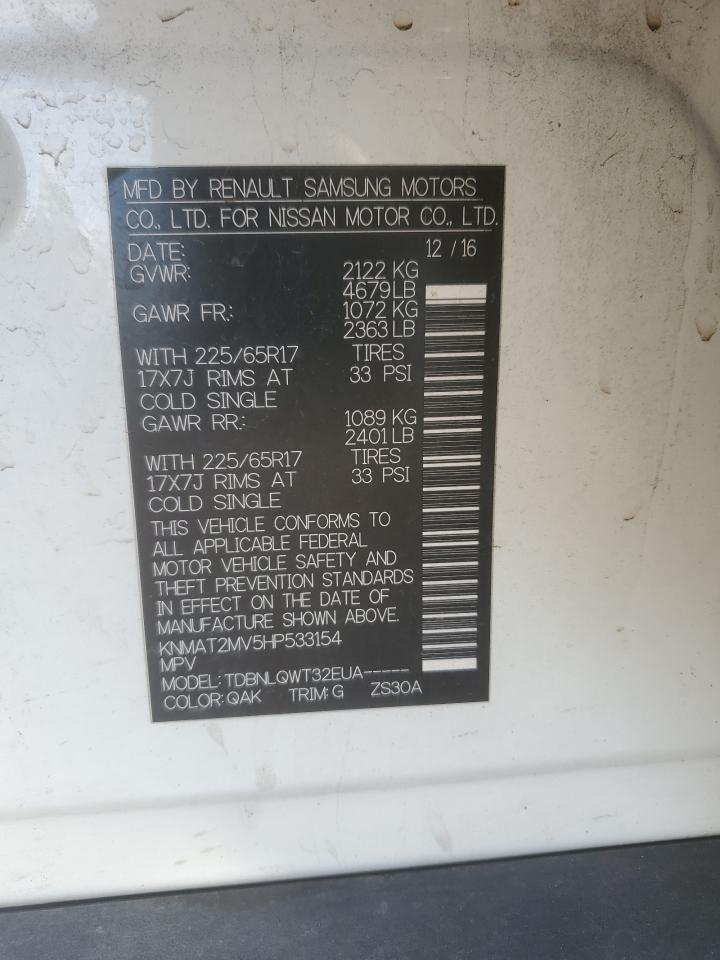 MFD BY RENAULT SAMSUNG MOTORS
CO., LTD. FOR NISSAN MOTOR CO., LTD.
DATE: 12 / 16
GVWR: 2122 KG
4679 LB
GAWR FR.: 1072 KG
2363 LB
WITH 225/65R17 TIRES
17X7J RIMS AT 33 PSI
COLD SINGLE
GAWR RR.: 1089 KG
2401 LB
WITH 225/65R17 TIRES
17X7J RIMS AT 33 PSI
COLD SINGLE
THIS VEHICLE CONFORMS TO
ALL APPLICABLE FEDERAL
MOTOR VEHICLE SAFETY AND
THEFT PREVENTION STANDARDS
IN EFFECT ON THE DATE OF
MANUFACTURE SHOWN ABOVE.
KNMAT2MV5HP533154
MPV
MODEL: TDBNLQWT32EUA-----
COLOR: QAK TRIM: G ZS30A